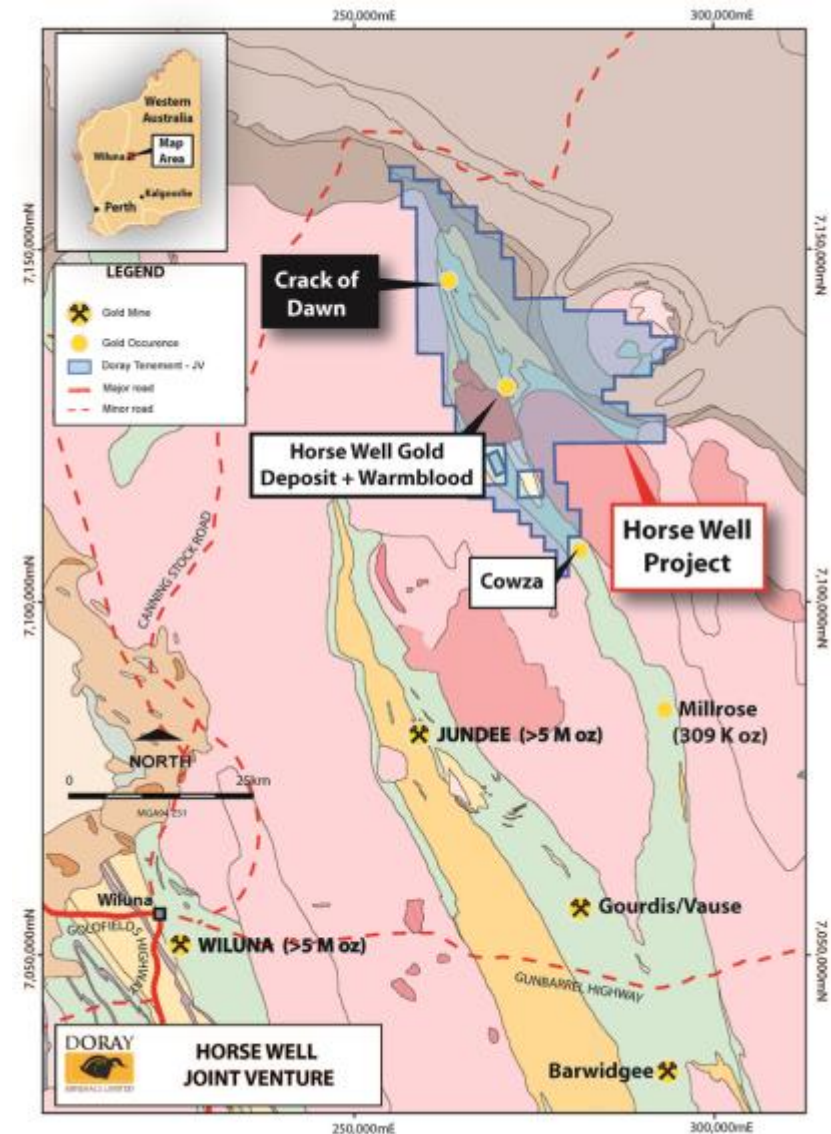 250,000mE
300,000mE
Western
Australia
Wiluna
Map
Area
Kalgoorlie
Perth
7,150,000mN
7,150,000mN
LEGEND
Gold Mine
Gold Occurence
Doray Tenement - JV
Major road
Minor road
Crack of
Dawn
Horse Well Gold
Deposit + Warmblood
Horse Well
Project
Cowza
CANNING STOCK ROAD
7,100,000mN
7,100,000mN
Millrose
(309 K oz)
JUNDEE (>5 M oz)
NORTH
0
25km
MGA94 Z51
Wiluna
GOLDFIELDS
HIGHWAY
WILUNA (>5 M oz)
Gourdis/Vause
7,050,000mN
7,050,000mN
GUNBARREL HIGHWAY
DORAY
MINERALS LIMITED
HORSE WELL
JOINT VENTURE
Barwidgee
250,000mE
300,000mE